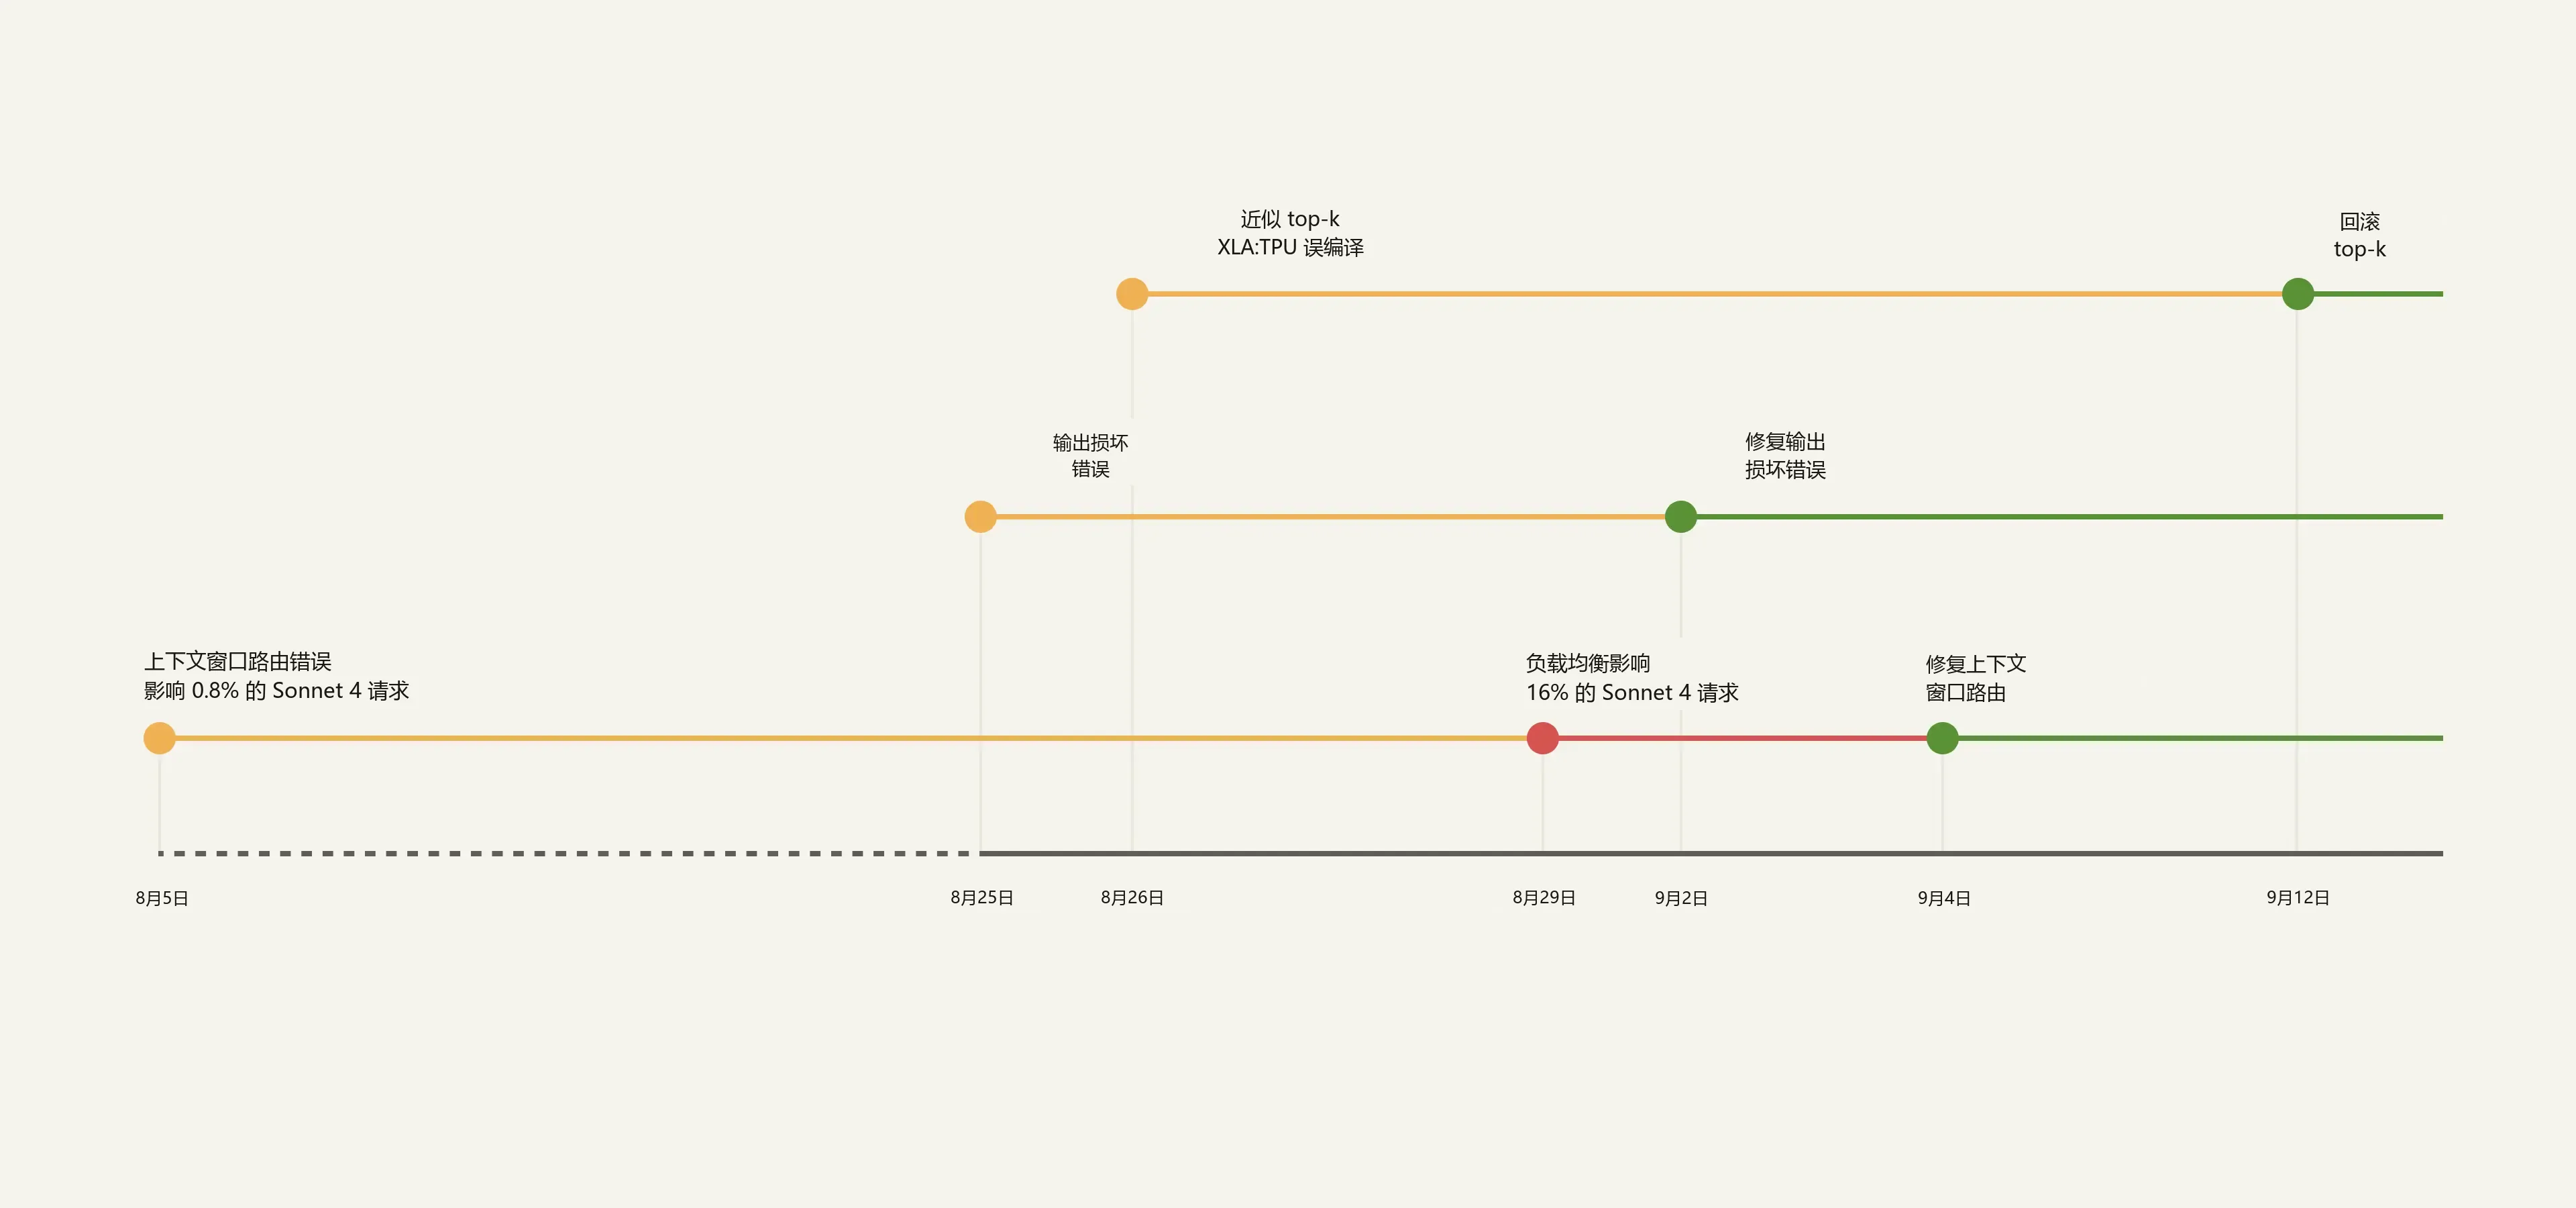 近似 top-k
XLA:TPU 误编译
回滚
top-k
输出损坏
错误
修复输出
损坏错误
上下文窗口路由错误
影响 0.8% 的 Sonnet 4 请求
负载均衡影响
16% 的 Sonnet 4 请求
修复上下文
窗口路由
8月5日
8月25日
8月26日
8月29日
9月2日
9月4日
9月12日